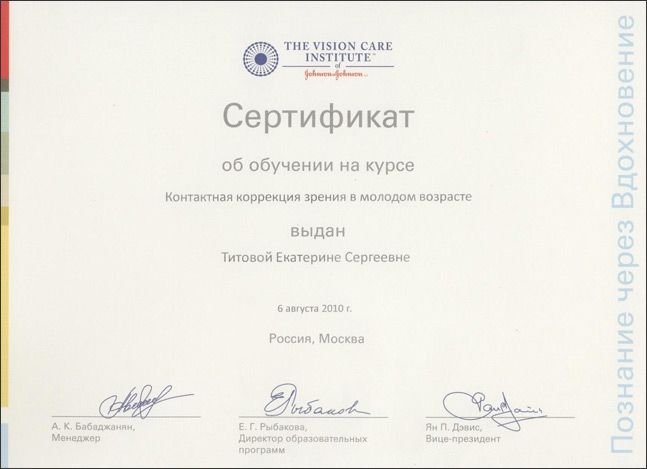 THE VISION CARE
INSTITUTE™
of
Johnson & Johnson
Сертификат
об обучении на курсе
Контактная коррекция зрения в молодом возрасте
выдан
Титовой Екатерине Сергеевне
6 августа 2010 г.
Россия, Москва
Е. Рыбакова
А. К. Бабаджанян,
Менеджер
Е. Г. Рыбакова,
Директор образовательных
программ
Ян П. Дэвис,
Вице-президент
Познание через Вдохновение